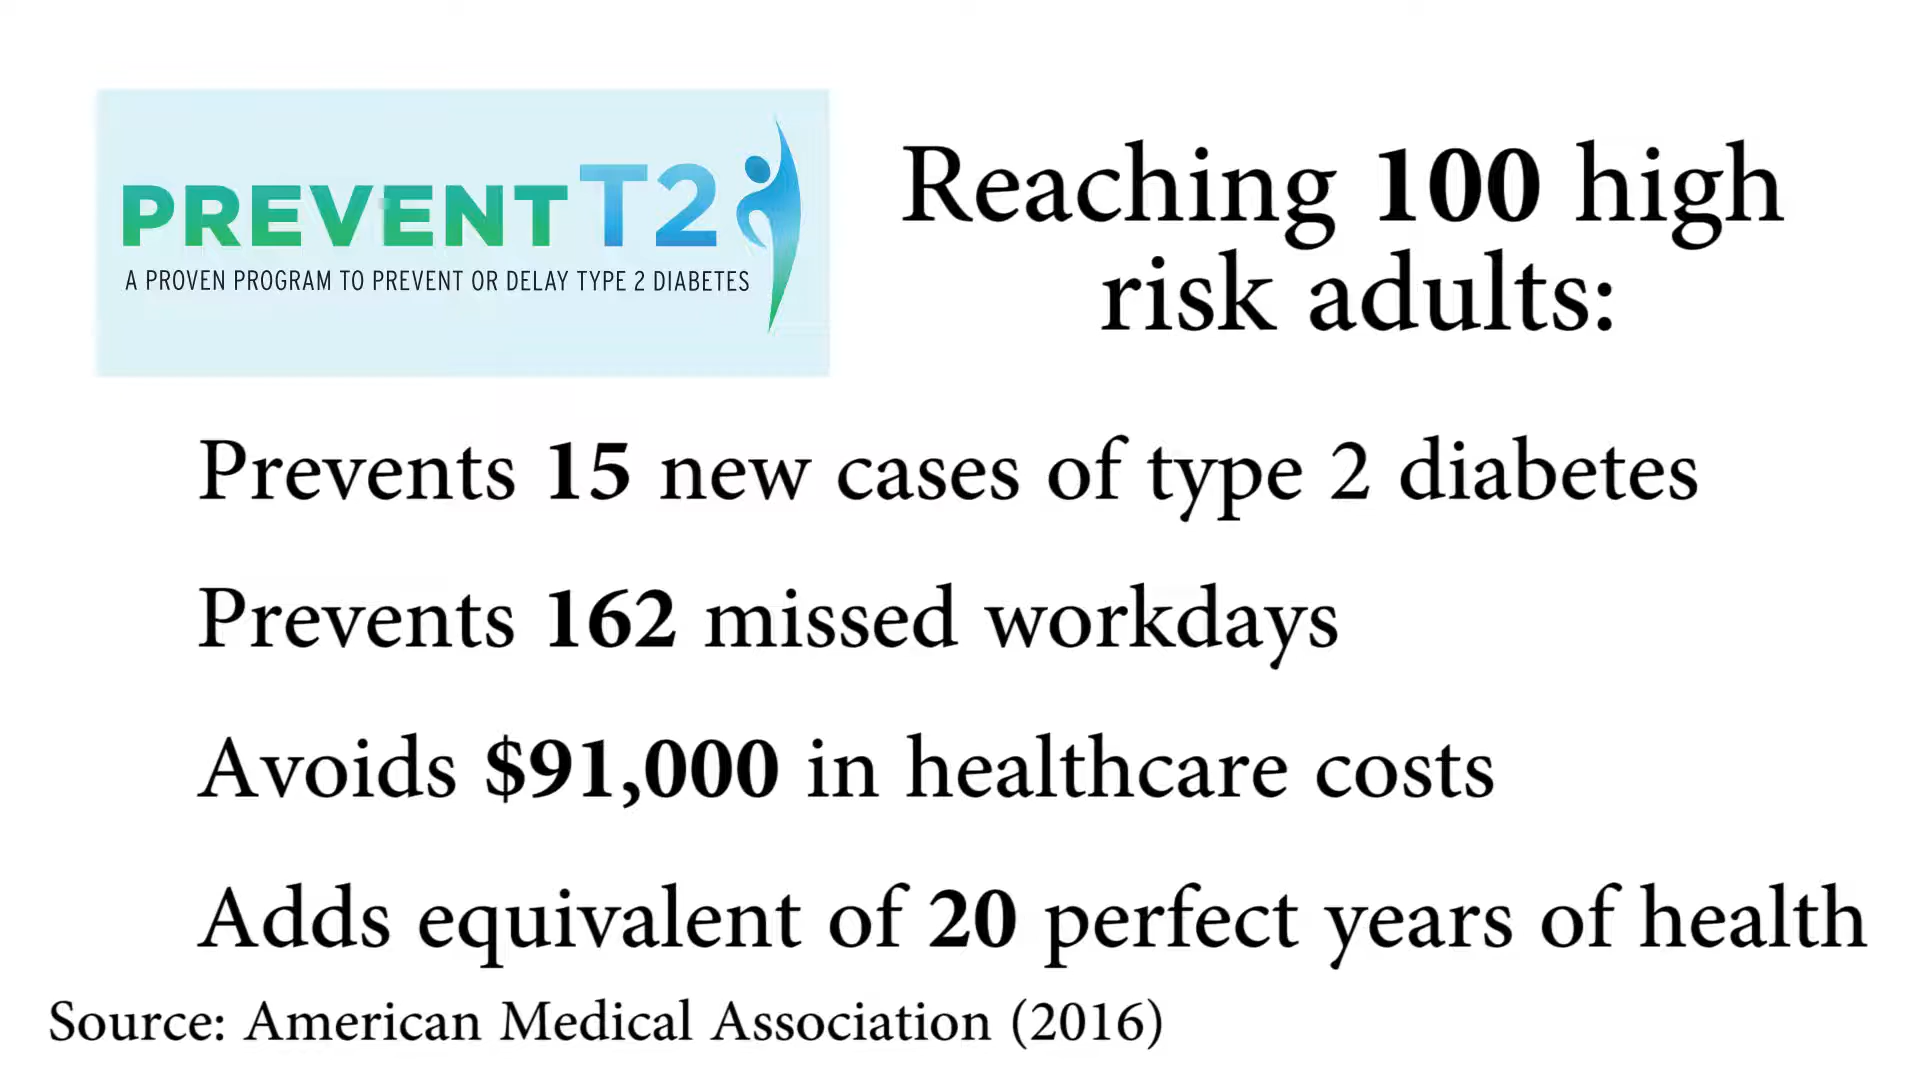 PREVENT T2
A PROVEN PROGRAM TO PREVENT OR DELAY TYPE 2 DIABETES
Reaching 100 high
risk adults:
Prevents 15 new cases of type 2 diabetes
Prevents 162 missed workdays
Avoids $91,000 in healthcare costs
Adds equivalent of 20 perfect years of health
Source: American Medical Association (2016)